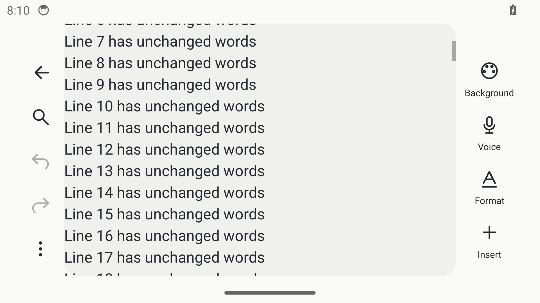 8:10
Line 7 has unchanged words
Line 8 has unchanged words
Line 9 has unchanged words
Line 10 has unchanged words
Line 11 has unchanged words
Line 12 has unchanged words
Line 13 has unchanged words
Line 14 has unchanged words
Line 15 has unchanged words
Line 16 has unchanged words
Line 17 has unchanged words
Background
Voice
Format
Insert